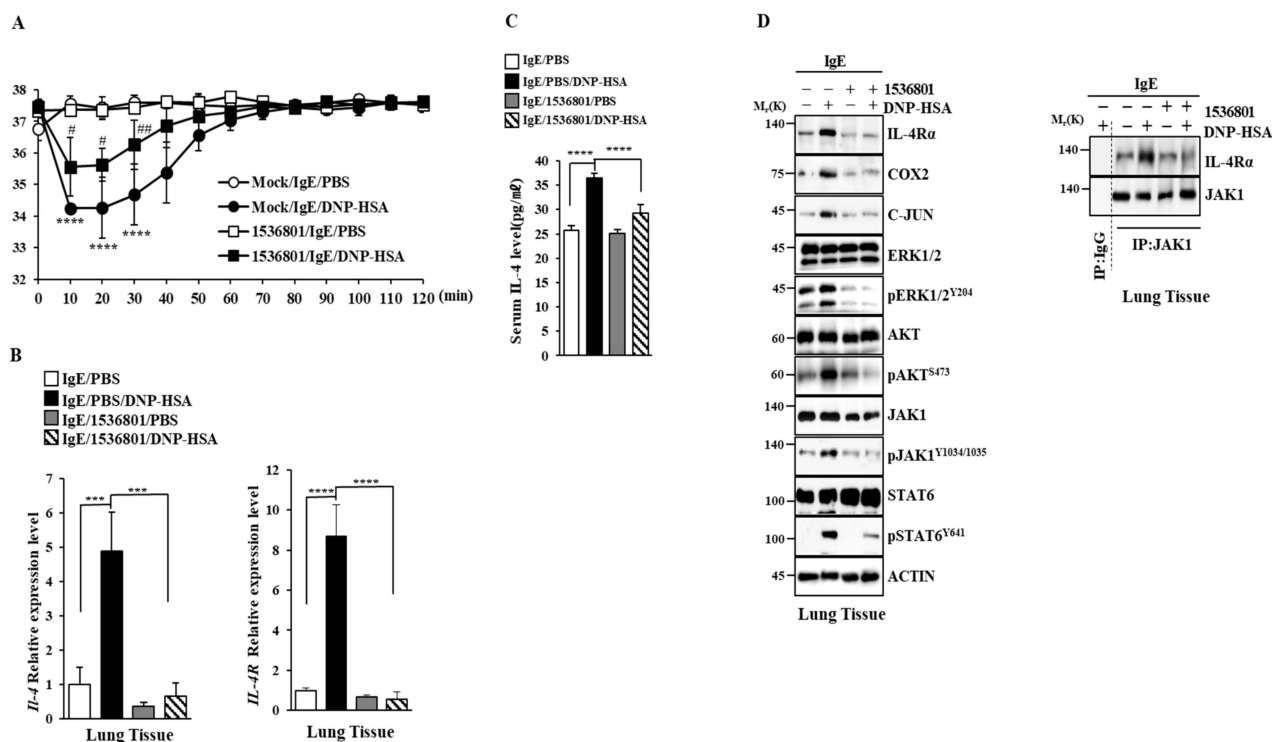 A
38
37
36
35
34
33
32
0 10 20 30 40 50 60 70 80 90 100 110 120 (min)
#
#
##
****
****
****
Mock/IgE/PBS
Mock/IgE/DNP-HSA
1536801/IgE/PBS
1536801/IgE/DNP-HSA
B
IgE/PBS
IgE/PBS/DNP-HSA
IgE/1536801/PBS
IgE/1536801/DNP-HSA
Il-4 Relative expression level
7
6
5
4
3
2
1
0
*** ***
Lung Tissue
IL-4R Relative expression level
12
10
8
6
4
2
0
**** ****
Lung Tissue
C
IgE/PBS
IgE/PBS/DNP-HSA
IgE/1536801/PBS
IgE/1536801/DNP-HSA
Serum IL-4 level(pg/㎖)
45
40
35
30
25
20
15
10
5
0
**** ****
D
IgE
– – + + 1536801
Mr(K) – + – + DNP-HSA
140 IL-4Rα
75 COX2
45 C-JUN
45 ERK1/2
45 pERK1/2Y204
60 AKT
60 pAKTS473
140 JAK1
140 pJAK1Y1034/1035
100 STAT6
100 pSTAT6Y641
45 ACTIN
Lung Tissue
IgE
– – – + + 1536801
Mr(K) + – + – + DNP-HSA
140 IL-4Rα
140 JAK1
IP:IgG
IP:JAK1
Lung Tissue